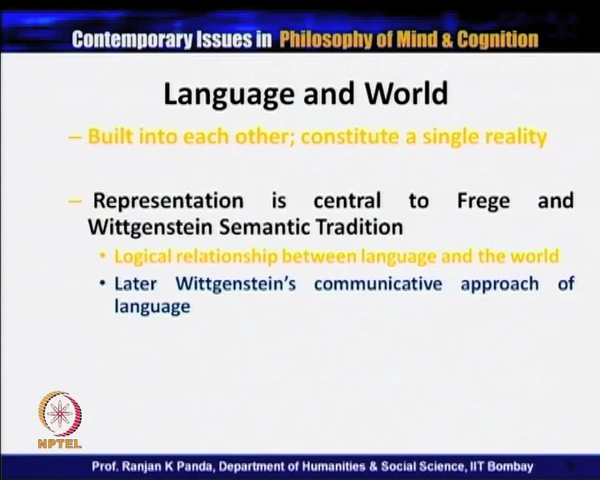 Contemporary Issues in Philosophy of Mind & Cognition
Language and World
– Built into each other; constitute a single reality
– Representation is central to Frege and
Wittgenstein Semantic Tradition
• Logical relationship between language and the world
• Later Wittgenstein's communicative approach of
language
NPTEL
Prof. Ranjan K Panda, Department of Humanities & Social Science, IIT Bombay